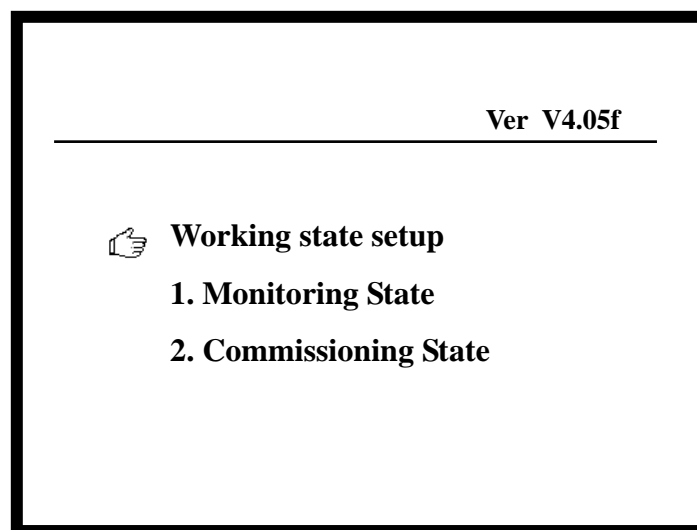 Ver V4.05f
Working state setup
1. Monitoring State
2. Commissioning State